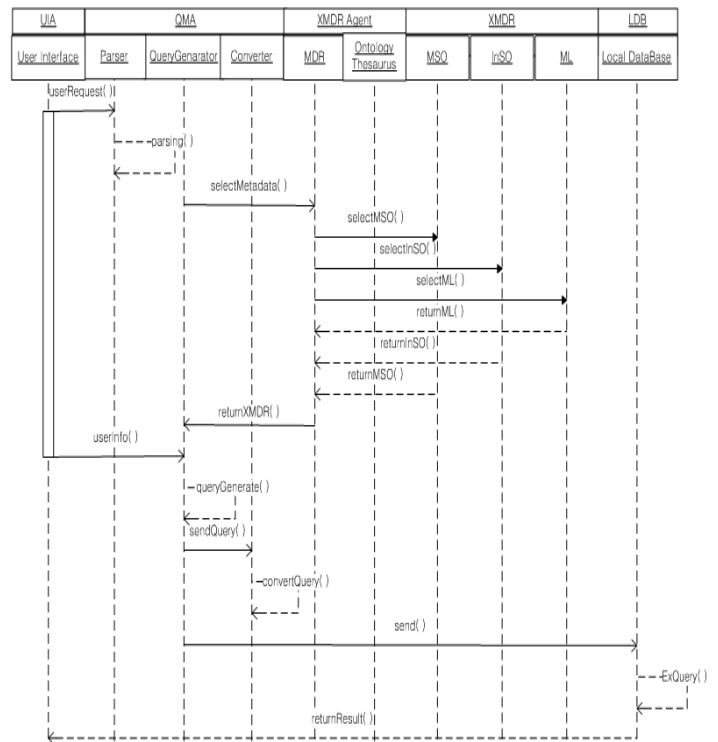 UIA QMA XMDR Agent XMDR LDB
User Interface Parser QueryGenarator Converter MDR Ontology Thesaurus MSO InSO ML Local DataBase
userRequest( )
parsing( )
selectMetadata( )
selectMSO( )
selectInSO( )
selectML( )
returnML( )
returnInSO( )
returnMSO( )
returnXMDR( )
userInfo( )
queryGenerate( )
sendQuery( )
convertQuery( )
send( )
ExQuery( )
returnResult( )